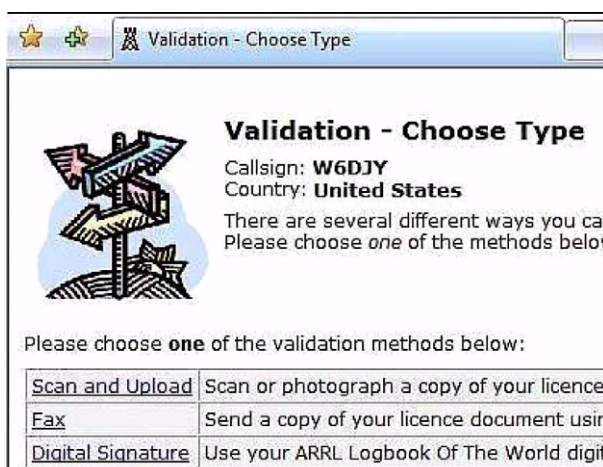 Validation - Choose Type
Validation - Choose Type
Callsign: W6DJY
Country: United States
There are several different ways you ca
Please choose one of the methods belov
Please choose one of the validation methods below:
Scan and Upload Scan or photograph a copy of your licence
Fax Send a copy of your licence document usin
Digital Signature Use your ARRL Logbook Of The World digit